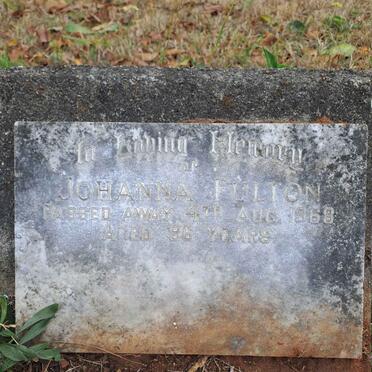 In Loving Memory
of
JOHANNA FULTON
PASSED AWAY 4TH AUG. 1968
AGED 86 YEARS